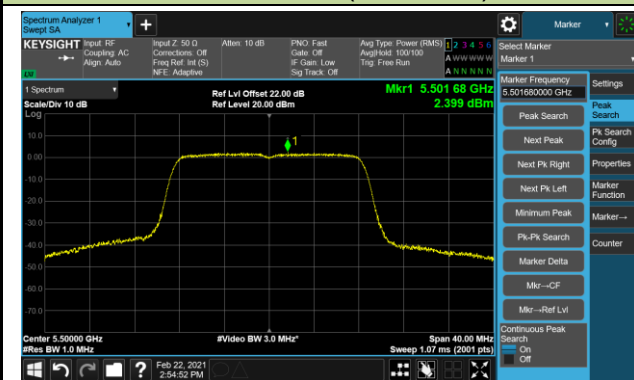 Spectrum Analyzer 1
Swept SA
Marker
KEYSIGHT
Input: RF
Coupling: AC
Align: Auto
Input Z: 50 Ω
Corrections: Off
Freq Ref: Int (S)
NFE: Adaptive
Atten: 10 dB
PNO: Fast
Gate: Off
IF Gain: Low
Sig Track: Off
Avg Type: Power (RMS)
Avg|Hold: 100/100
Trig: Free Run
1 2 3 4 5 6
A W W W W W
A N N N N N
Select Marker
Marker 1
1 Spectrum
Scale/Div 10 dB
Log
Ref Lvl Offset 22.00 dB
Ref Level 20.00 dBm
Mkr1 5.501 68 GHz
2.399 dBm
10.0
0.00
-10.0
-20.0
-30.0
-40.0
-50.0
-60.0
-70.0
1
Center 5.50000 GHz
#Res BW 1.0 MHz
#Video BW 3.0 MHz*
Span 40.00 MHz
Sweep 1.07 ms (2001 pts)
Marker Frequency
5.501680000 GHz
Peak Search
Next Peak
Next Pk Right
Next Pk Left
Minimum Peak
Pk-Pk Search
Marker Delta
Mkr→CF
Mkr→Ref Lvl
Continuous Peak
Search
On
Off
Settings
Peak
Search
Pk Search
Config
Properties
Marker
Function
Marker→
Counter
Feb 22, 2021
2:54:52 PM